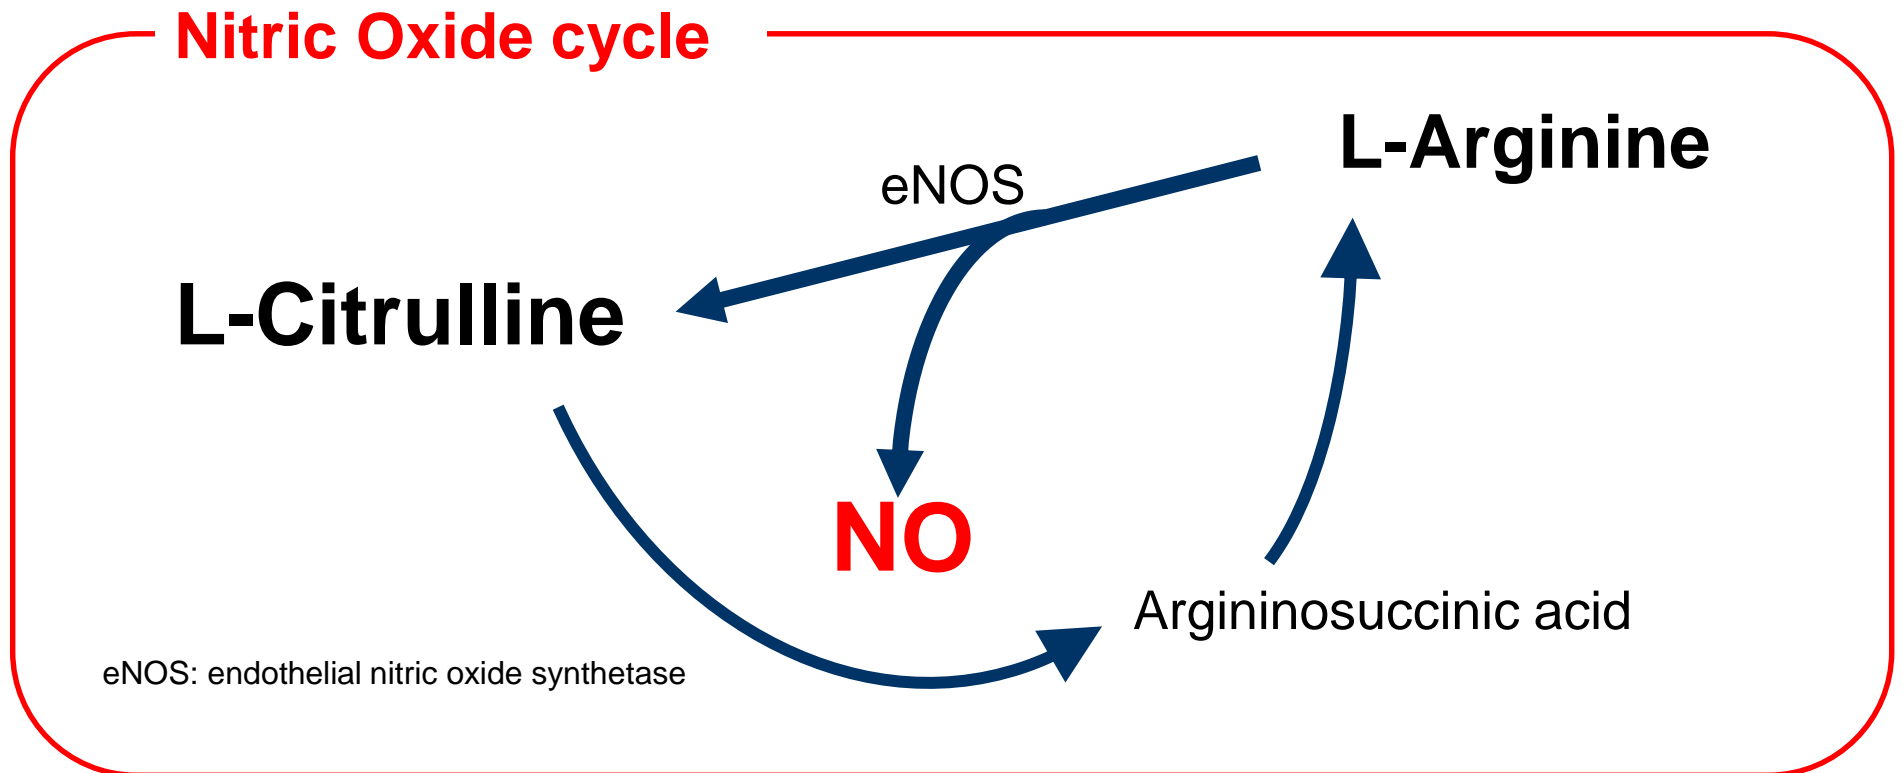 Nitric Oxide cycle
L-Arginine
eNOS
L-Citrulline
NO
Argininosuccinic acid
eNOS: endothelial nitric oxide synthetase